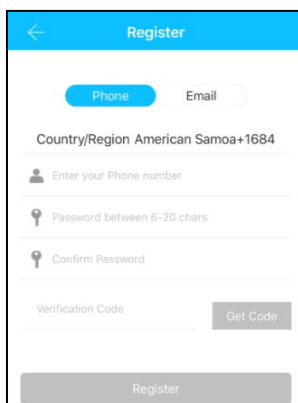 Register
Phone Email
Country/Region American Samoa+1684
Enter your Phone number
Password between 6-20 chars
Confirm Password
Verification Code Get Code
Register